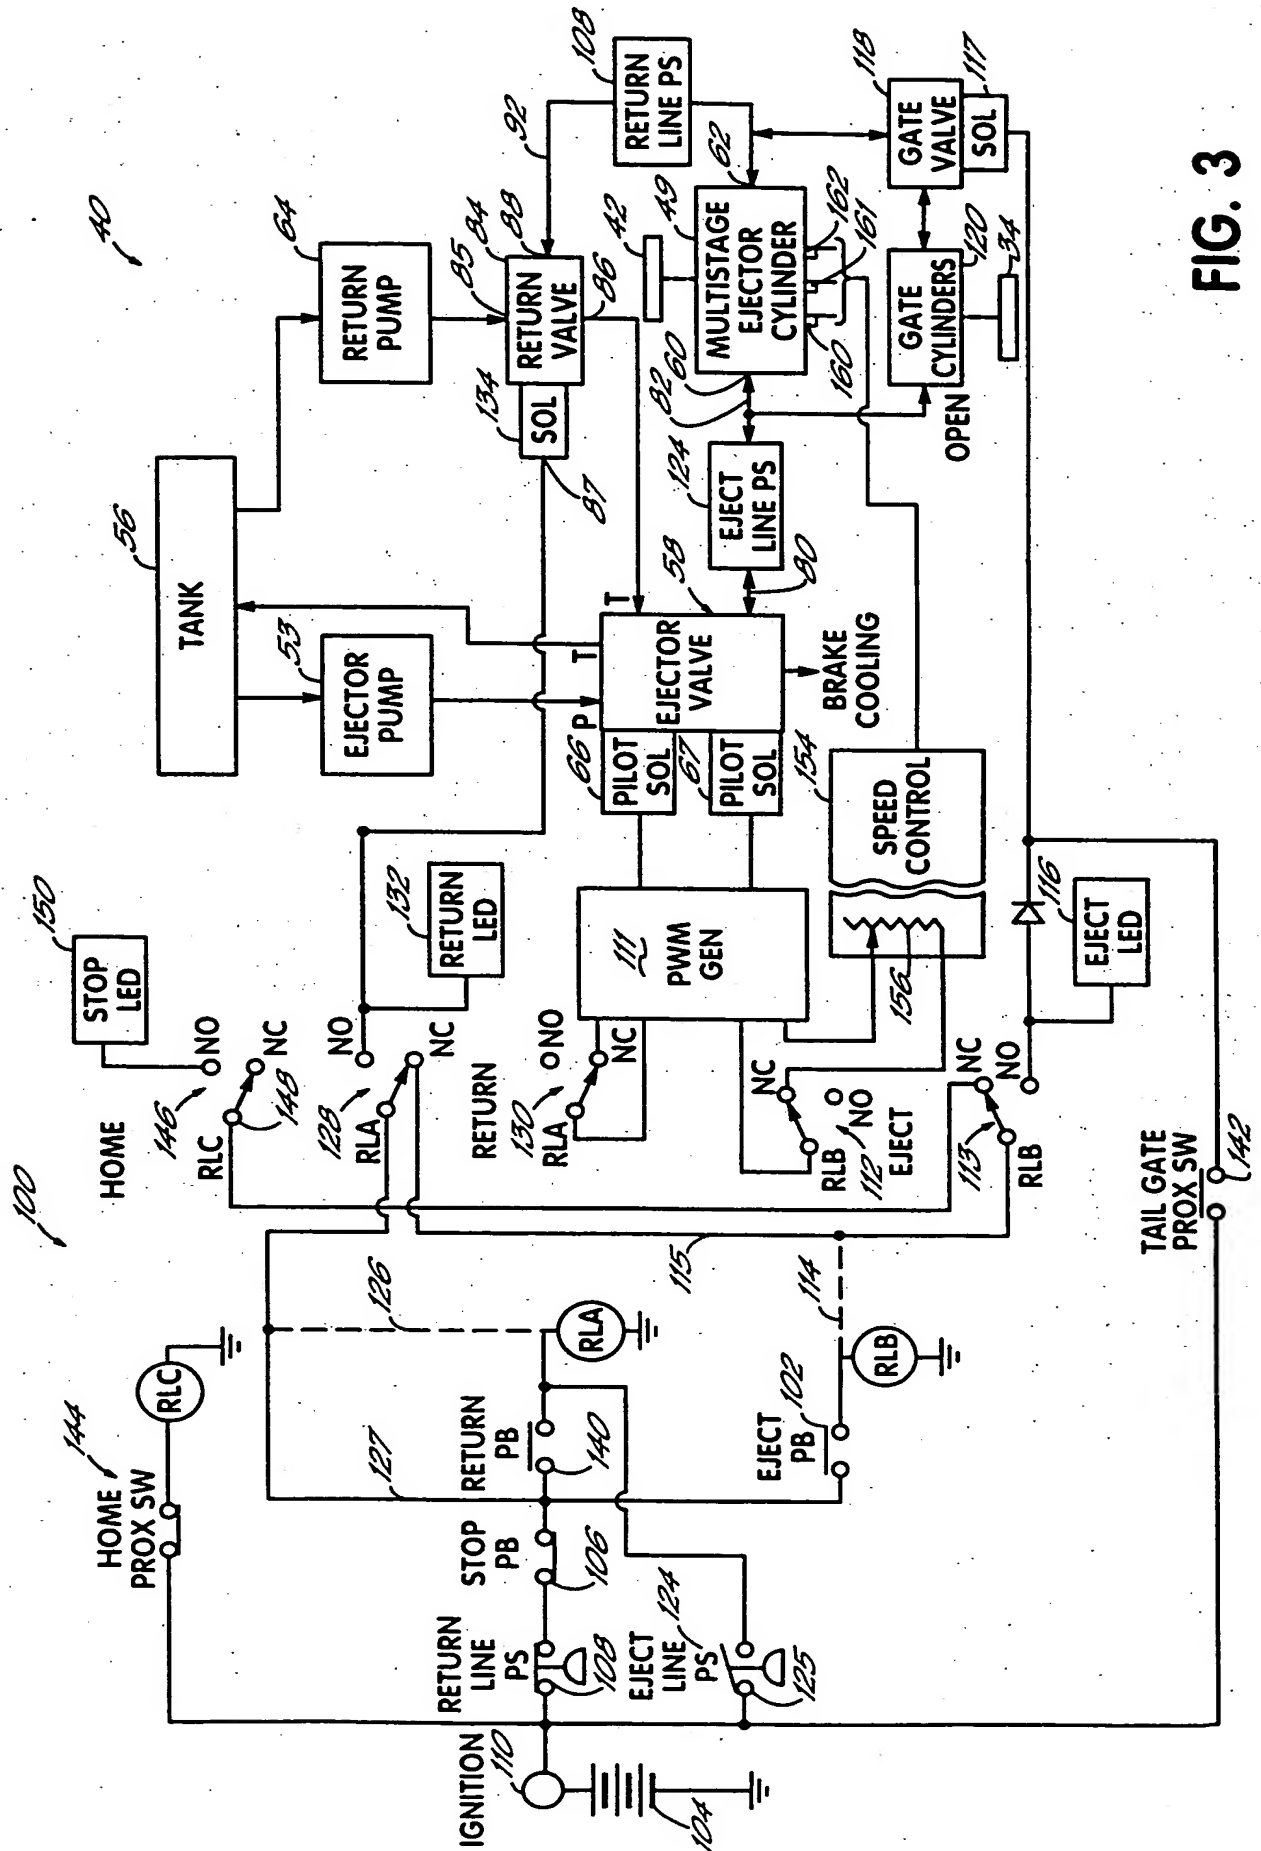 100
40
HOME
PROX SW
144
RLC
HOME
146
RLC
148
NO
NC
STOP
LED
150
TANK
56
EJECTOR
PUMP
53
RETURN
PUMP
64
127
126
128
RLA
NO
NC
RETURN
LED
132
SOL
134
87
RETURN
VALVE
85
84
88
86
92
RETURN
LINE PS
108
IGNITION
110
104
RETURN
LINE
PS
108
STOP
PB
106
RETURN
PB
140
RLA
RETURN
130
RLA
NO
NC
111
PWM
GEN
PILOT
SOL
66
PILOT
SOL
67
P
T
T
EJECTOR
VALVE
58
BRAKE
COOLING
80
EJECT
LINE PS
124
82
60
MULTISTAGE
EJECTOR
CYLINDER
49
42
62
160
161
162
EJECT
LINE
PS
124
125
EJECT
PB
102
RLB
114
115
RLB
112
EJECT
NC
NO
156
SPEED
CONTROL
154
113
RLB
NC
NO
EJECT
LED
116
TAIL GATE
PROX SW
142
OPEN
GATE
CYLINDERS
120
34
GATE
VALVE
118
SOL
117
FIG. 3